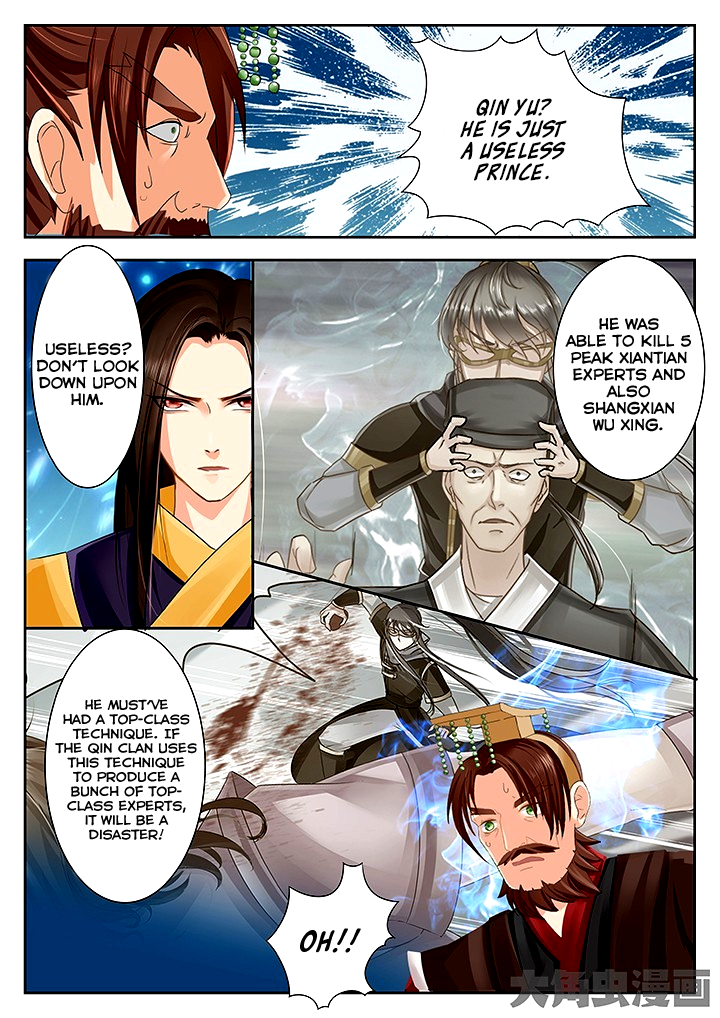 QIN YU?
HE IS JUST
A USELESS
PRINCE.
USELESS?
DON'T LOOK
DOWN UPON
HIM.
HE WAS
ABLE TO KILL 5
PEAK XIANTIAN
EXPERTS AND
ALSO
SHANGXIAN
WU XING.
HE MUST'VE
HAD A TOP-CLASS
TECHNIQUE. IF
THE QIN CLAN USES
THIS TECHNIQUE
TO PRODUCE A
BUNCH OF TOP-
CLASS EXPERTS,
IT WILL BE A
DISASTER!
OH!!
大角虫漫画